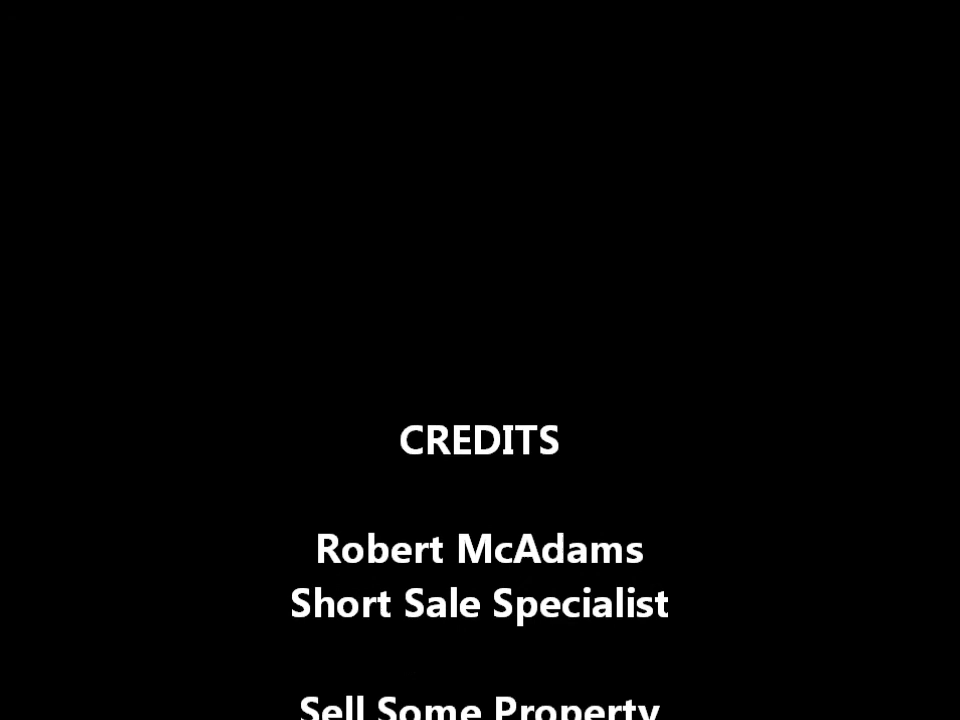 CREDITS
Robert McAdams
Short Sale Specialist
Sell Some Property